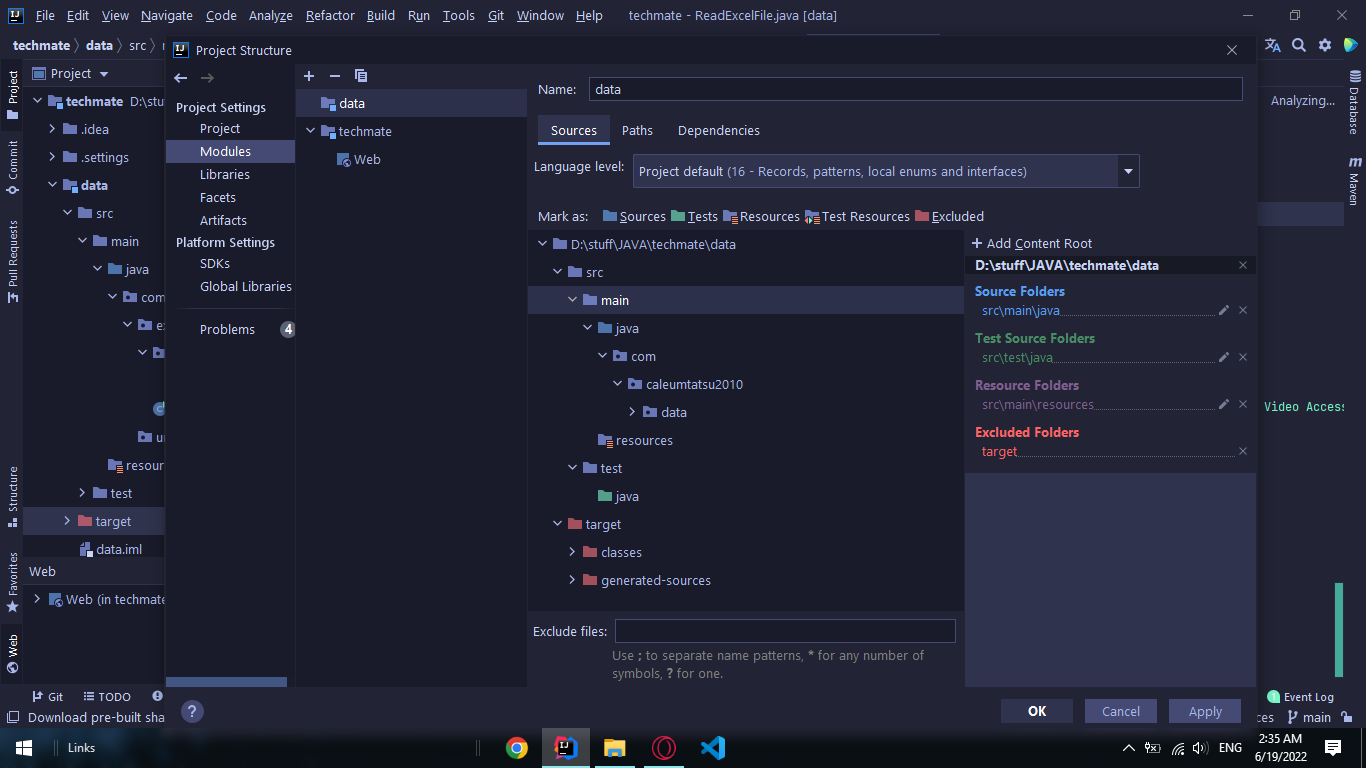 File Edit View Navigate Code Analyze Refactor Build Run Tools Git Window Help techmate - ReadExcelFile.java [data]
techmate data src
Project Structure
Project
Project
techmate D:\stu
.idea
.settings
data
src
main
java
com
resour
test
target
data.iml
Web
Web (in techmate
Commit
Pull Requests
Structure
Favorites
Web
Project Settings
Project
Modules
Libraries
Facets
Artifacts
Platform Settings
SDKs
Global Libraries
Problems 4
data
techmate
Web
Name: data
Sources Paths Dependencies
Language level: Project default (16 - Records, patterns, local enums and interfaces)
Mark as: Sources Tests Resources Test Resources Excluded
D:\stuff\JAVA\techmate\data
src
main
java
com
caleumtatsu2010
data
resources
test
java
target
classes
generated-sources
Exclude files:
Use ; to separate name patterns, * for any number of
symbols, ? for one.
+ Add Content Root
D:\stuff\JAVA\techmate\data
Source Folders
src\main\java
Test Source Folders
src\test\java
Resource Folders
src\main\resources
Excluded Folders
target
Analyzing...
Database
m
Maven
Video Access
? OK Cancel Apply
Git TODO
Event Log
Download pre-built sha
ces main
Links
ENG
2:35 AM
6/19/2022